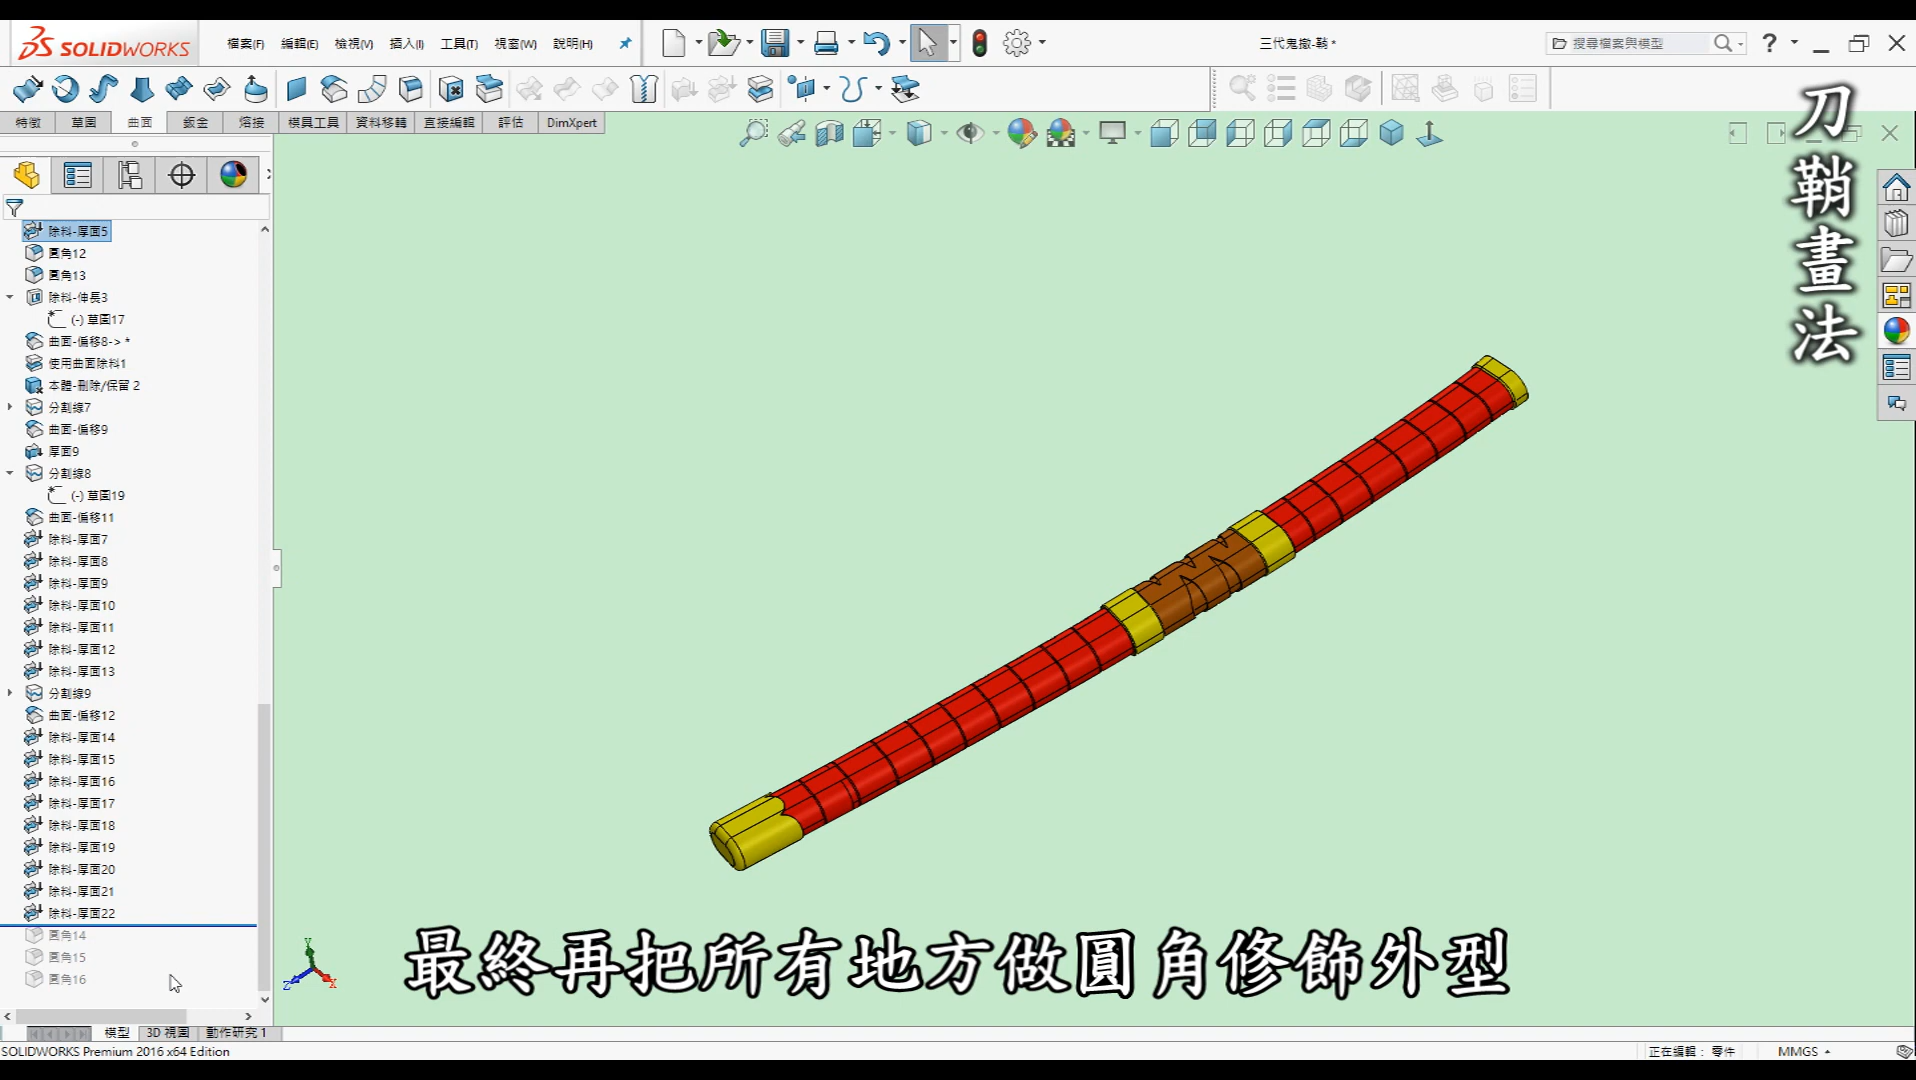 SOLIDWORKS
檔案(F) 編輯(E) 檢視(V) 插入(I) 工具(T) 視窗(W) 說明(H)
三代鬼撤-鞘 *
搜尋檔案與模型
?
特徵 草圖 曲面 鈑金 熔接 模具工具 資料移轉 直接編輯 評估 DimXpert
刀鞘畫法
除料-厚面5
圓角12
圓角13
除料-伸長3
(-) 草圖17
曲面-偏移8-> *
使用曲面除料1
本體-刪除/保留 2
分割線7
曲面-偏移9
厚面9
分割線8
(-) 草圖19
曲面-偏移11
除料-厚面7
除料-厚面8
除料-厚面9
除料-厚面10
除料-厚面11
除料-厚面12
除料-厚面13
分割線9
曲面-偏移12
除料-厚面14
除料-厚面15
除料-厚面16
除料-厚面17
除料-厚面18
除料-厚面19
除料-厚面20
除料-厚面21
除料-厚面22
圓角14
圓角15
圓角16
Y
Z X
最終再把所有地方做圓角修飾外型
模型 3D 視圖 動作研究 1
SOLIDWORKS Premium 2016 x64 Edition
正在編輯： 零件
MMGS